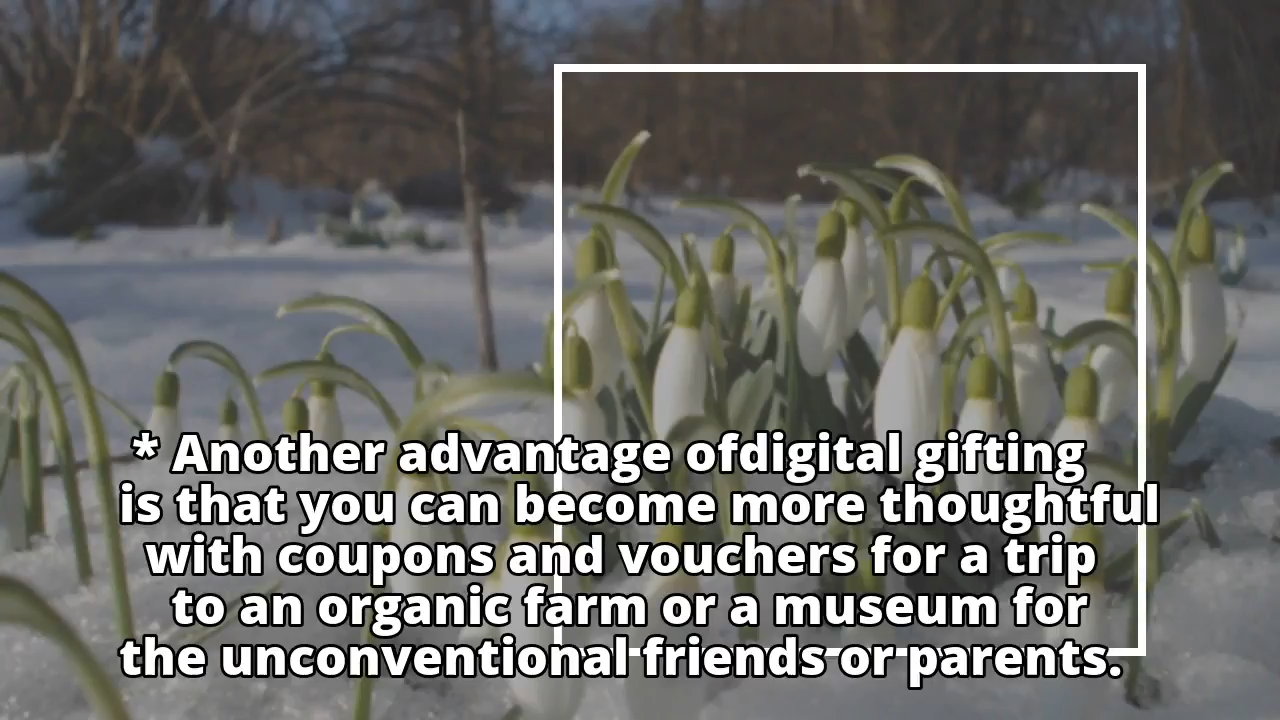 * Another advantage ofdigital gifting
is that you can become more thoughtful
with coupons and vouchers for a trip
to an organic farm or a museum for
the unconventional friends or parents.